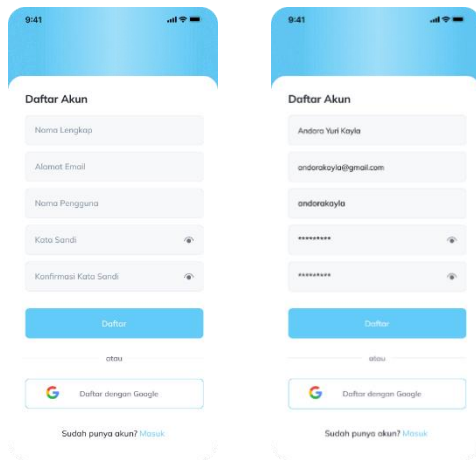 9:41
Daftar Akun
Nama Lengkap
Alamat Email
Nama Pengguna
Kata Sandi
Konfirmasi Kata Sandi
Daftar
atau
Daftar dengan Google
Sudah punya akun? Masuk
9:41
Daftar Akun
Andara Yuri Kayla
andarakayla@gmail.com
andarakayla
*********
*********
Daftar
atau
Daftar dengan Google
Sudah punya akun? Masuk